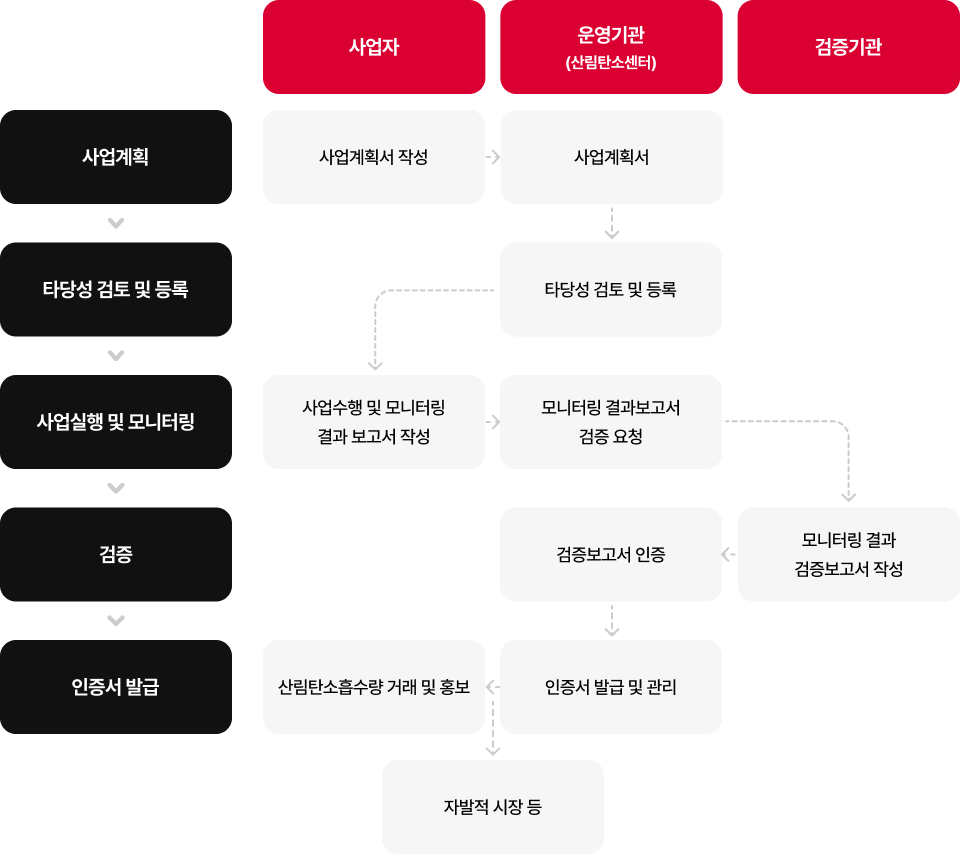 사업자
운영기관
(산림탄소센터)
검증기관
사업계획
사업계획서 작성
사업계획서
타당성 검토 및 등록
타당성 검토 및 등록
사업실행 및 모니터링
사업수행 및 모니터링
결과 보고서 작성
모니터링 결과보고서
검증 요청
검증
검증보고서 인증
모니터링 결과
검증보고서 작성
인증서 발급
산림탄소흡수량 거래 및 홍보
인증서 발급 및 관리
자발적 시장 등